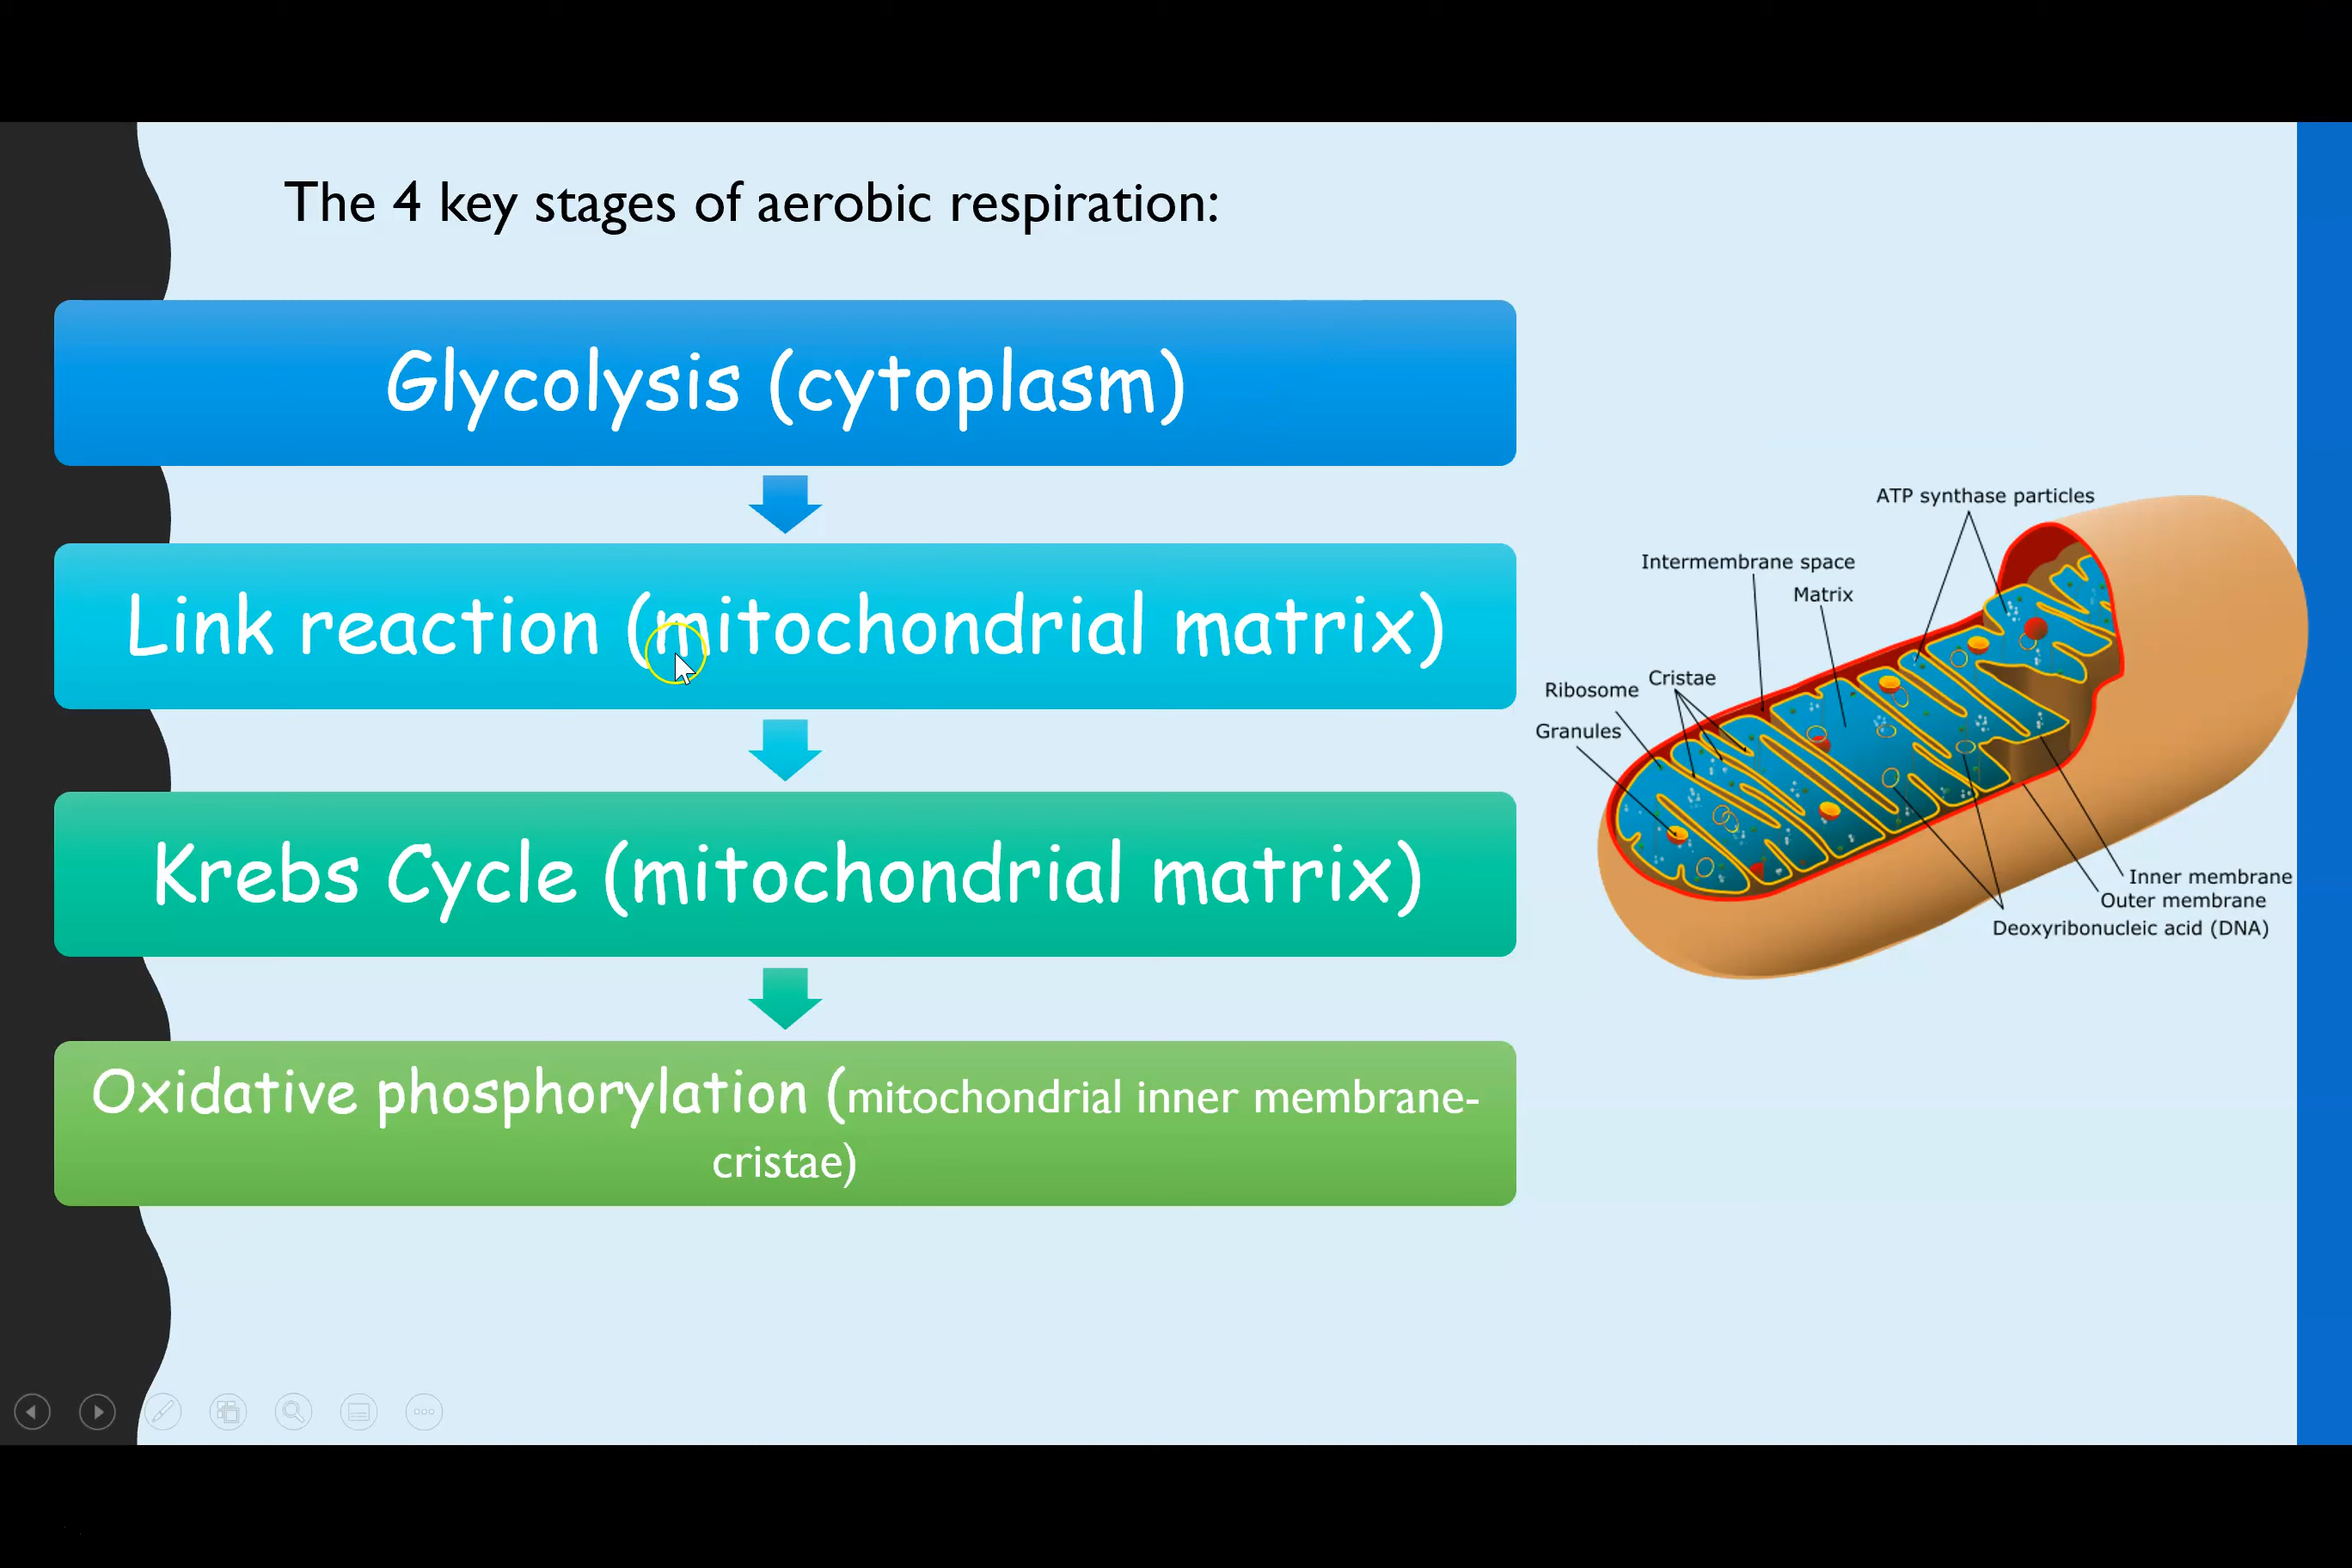 The 4 key stages of aerobic respiration:
Glycolysis (cytoplasm)
Link reaction (mitochondrial matrix)
Krebs Cycle (mitochondrial matrix)
Oxidative phosphorylation (mitochondrial inner membrane-
cristae)
ATP synthase particles
Intermembrane space
Matrix
Cristae
Ribosome
Granules
Inner membrane
Outer membrane
Deoxyribonucleic acid (DNA)